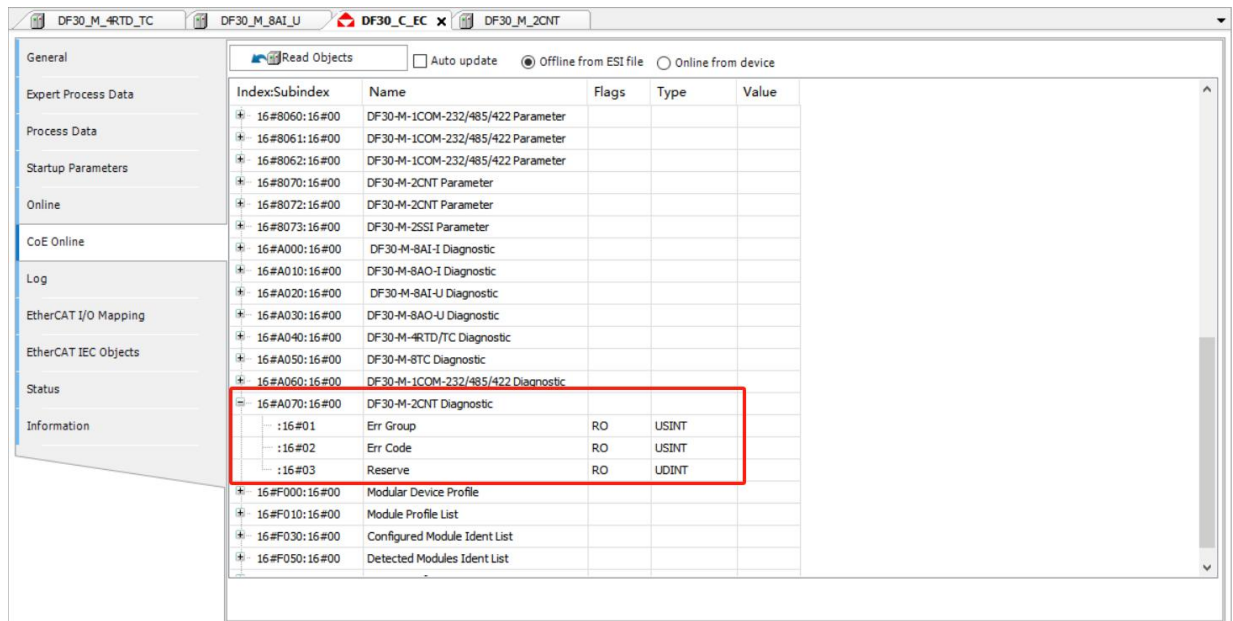 DF30_M_4RTD_TC DF30_M_8AI_U DF30_C_EC X DF30_M_2CNT
General
Expert Process Data
Process Data
Startup Parameters
Online
CoE Online
Log
EtherCAT I/O Mapping
EtherCAT IEC Objects
Status
Information
Read Objects Auto update Offline from ESI file Online from device
Index:Subindex Name Flags Type Value
16#8060:16#00 DF30-M-1COM-232/485/422 Parameter
16#8061:16#00 DF30-M-1COM-232/485/422 Parameter
16#8062:16#00 DF30-M-1COM-232/485/422 Parameter
16#8070:16#00 DF30-M-2CNT Parameter
16#8072:16#00 DF30-M-2CNT Parameter
16#8073:16#00 DF30-M-2SSI Parameter
16#A000:16#00 DF30-M-8AI-I Diagnostic
16#A010:16#00 DF30-M-8AO-I Diagnostic
16#A020:16#00 DF30-M-8AI-U Diagnostic
16#A030:16#00 DF30-M-8AO-U Diagnostic
16#A040:16#00 DF30-M-4RTD/TC Diagnostic
16#A050:16#00 DF30-M-8TC Diagnostic
16#A060:16#00 DF30-M-1COM-232/485/422 Diagnostic
16#A070:16#00 DF30-M-2CNT Diagnostic
:16#01 Err Group RO USINT
:16#02 Err Code RO USINT
:16#03 Reserve RO UDINT
16#F000:16#00 Modular Device Profile
16#F010:16#00 Module Profile List
16#F030:16#00 Configured Module Ident List
16#F050:16#00 Detected Modules Ident List